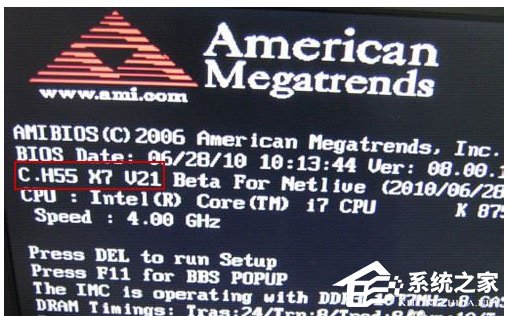 American
Megatrends
www.ami.com
AMIBIOS(C) 2006 American Megatrends, Inc.
BIOS Date: 06/28/10 10:13:44 Ver: 08.00.1
C.H55 X7 V21 Beta For Netlive (2010/06/28
CPU : Intel(R) Core(TM) i7 CPU K 875
Speed : 4.00 GHz
Press DEL to run Setup
Press F11 for BBS POPUP
The IMC is operating with
DRAM Timings:
系统之家